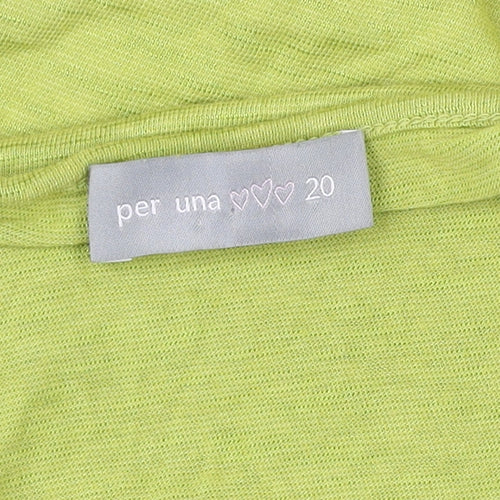 per una ♡♡♡ 20